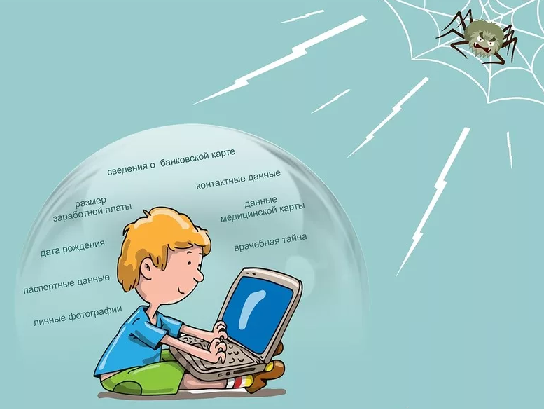 сведения о банковской карте
контактные данные
размер
заработной платы
данные
медицинской карты
дата рождения
врачебная тайна
паспортные данные
личные фотографии